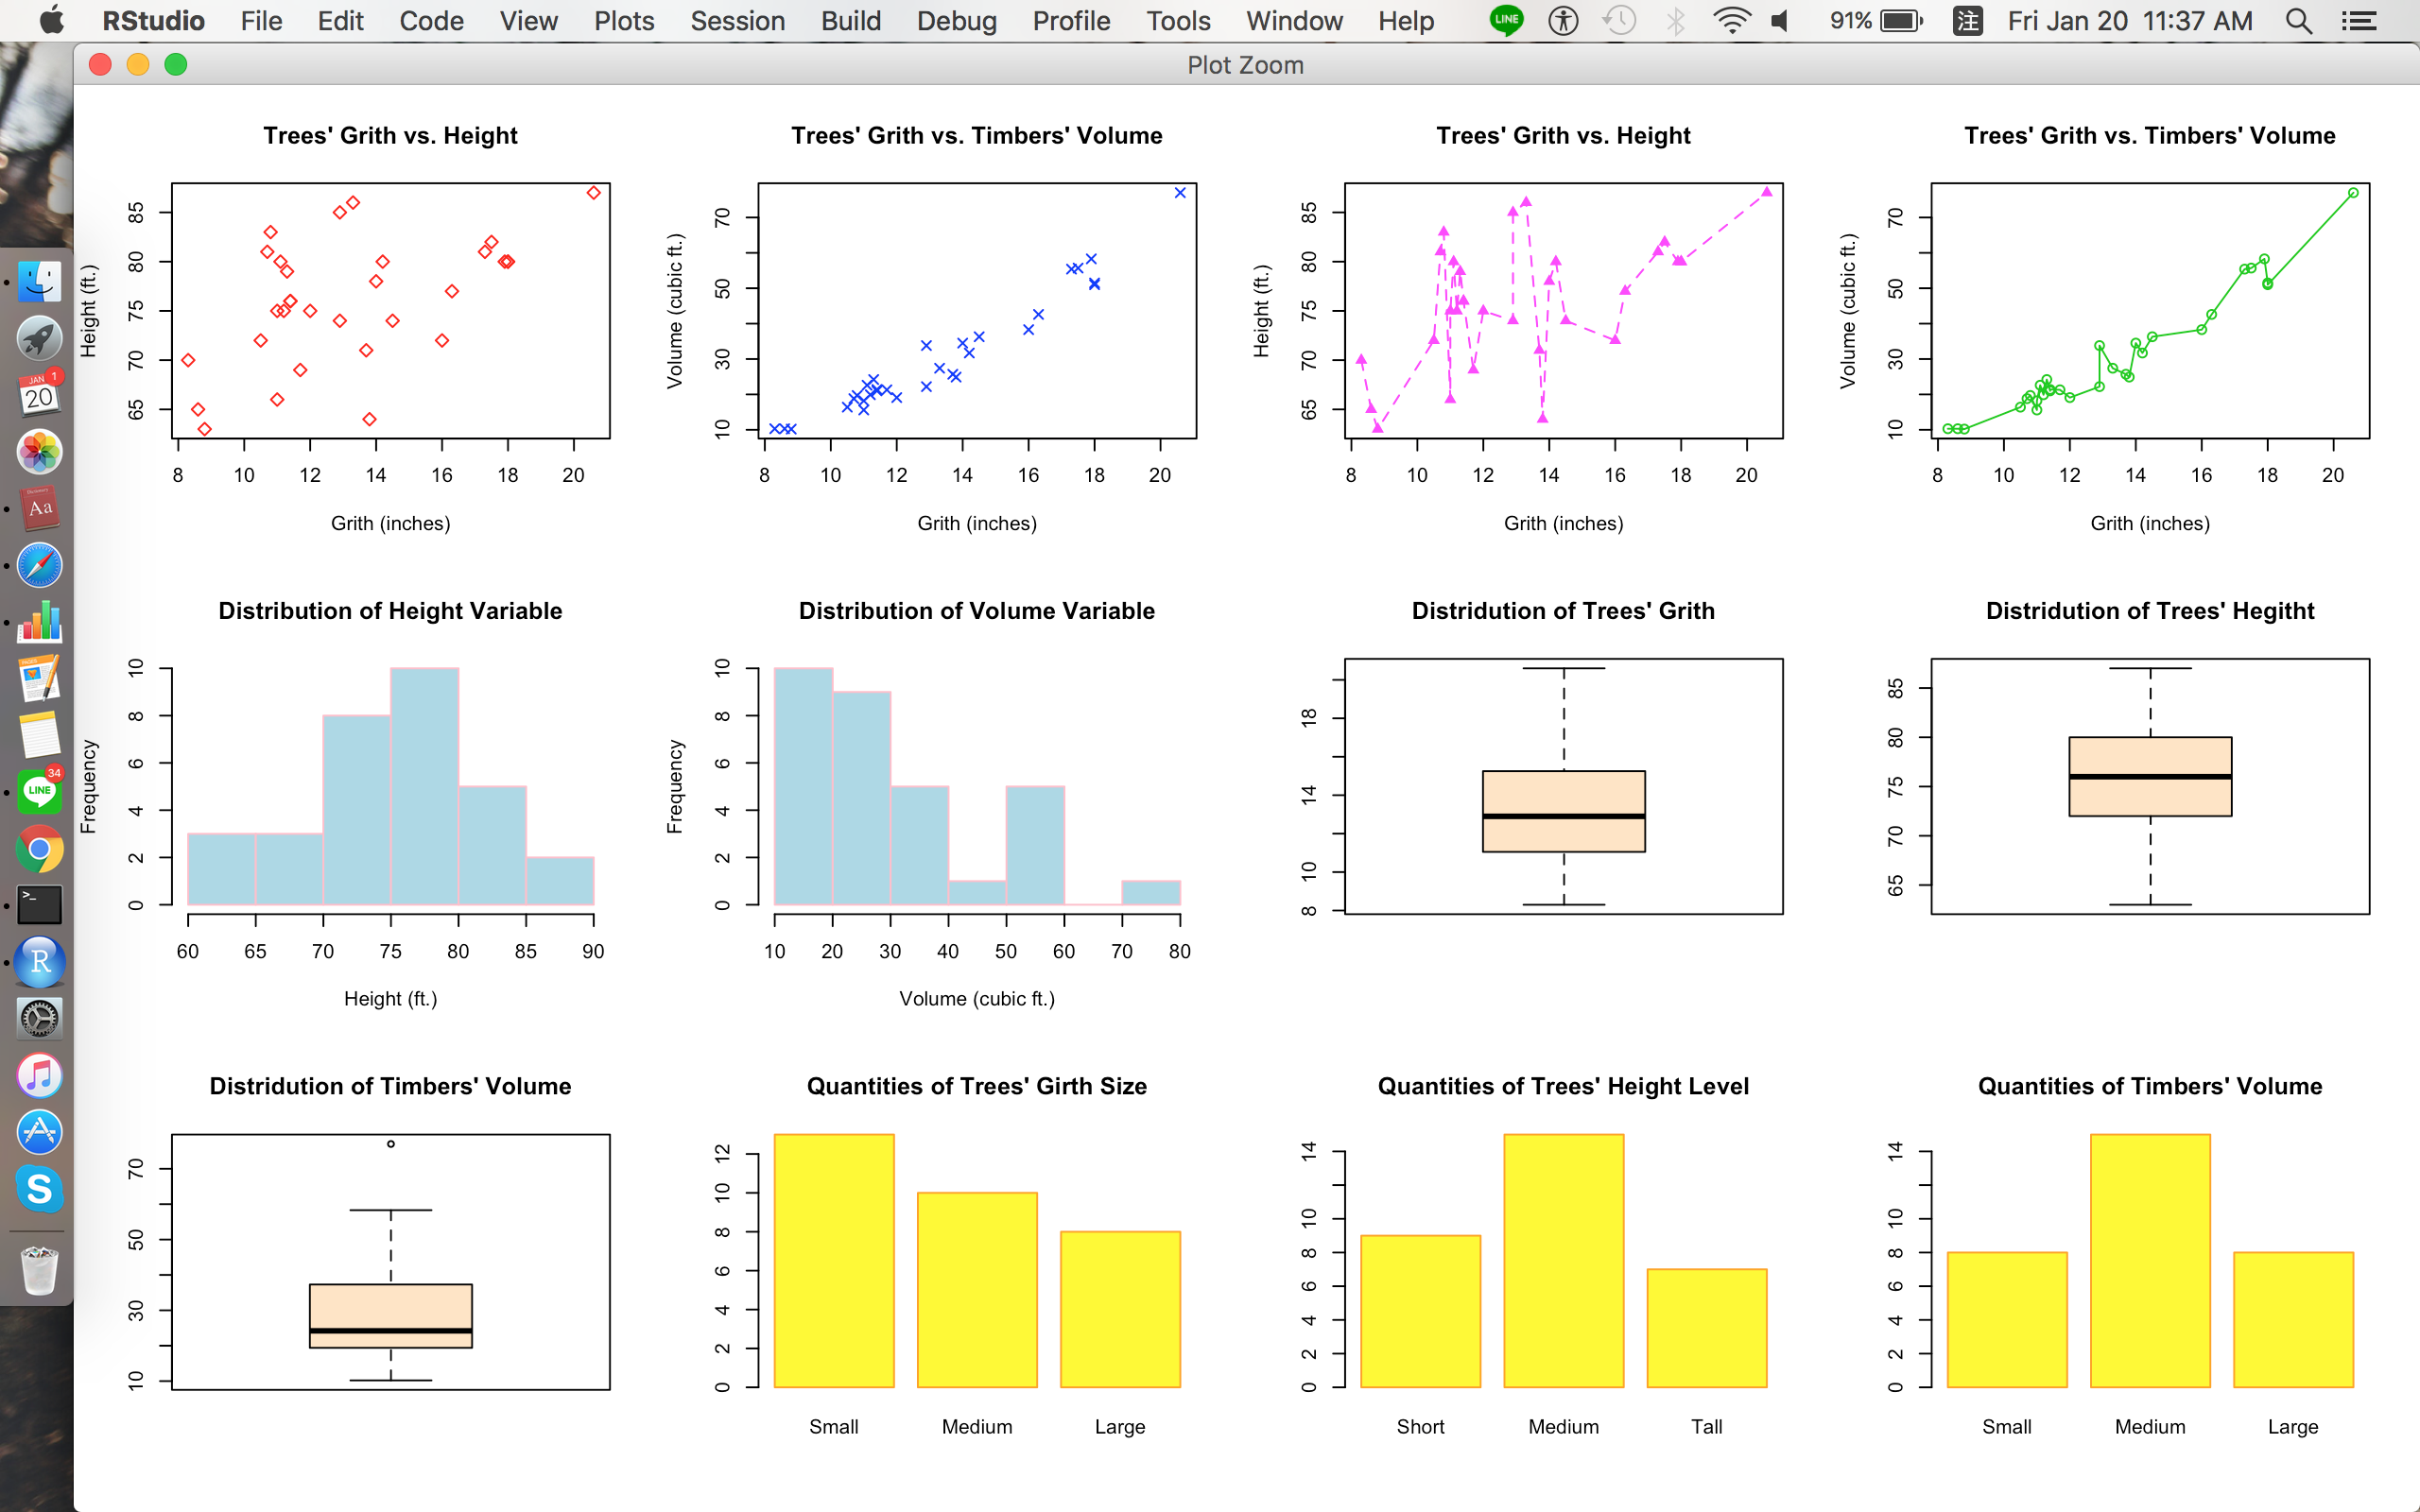 RStudio File Edit Code View Plots Session Build Debug Profile Tools Window Help LINE 91% 注 Fri Jan 20 11:37 AM
Plot Zoom
Trees' Grith vs. Height
Height (ft.)
65 70 75 80 85
8 10 12 14 16 18 20
Grith (inches)
Trees' Grith vs. Timbers' Volume
Volume (cubic ft.)
10 30 50 70
8 10 12 14 16 18 20
Grith (inches)
Trees' Grith vs. Height
Height (ft.)
65 70 75 80 85
8 10 12 14 16 18 20
Grith (inches)
Trees' Grith vs. Timbers' Volume
Volume (cubic ft.)
10 30 50 70
8 10 12 14 16 18 20
Grith (inches)
Distribution of Height Variable
Frequency
0 2 4 6 8 10
60 65 70 75 80 85 90
Height (ft.)
Distribution of Volume Variable
Frequency
0 2 4 6 8 10
10 20 30 40 50 60 70 80
Volume (cubic ft.)
Distridution of Trees' Grith
8 10 14 18
Distridution of Trees' Hegitht
65 70 75 80 85
Distridution of Timbers' Volume
10 30 50 70
Quantities of Trees' Girth Size
0 2 4 6 8 10 12
Small Medium Large
Quantities of Trees' Height Level
0 2 4 6 8 10 14
Short Medium Tall
Quantities of Timbers' Volume
0 2 4 6 8 10 14
Small Medium Large
JAN 1
20
Aa
34
LINE
>_
R
S